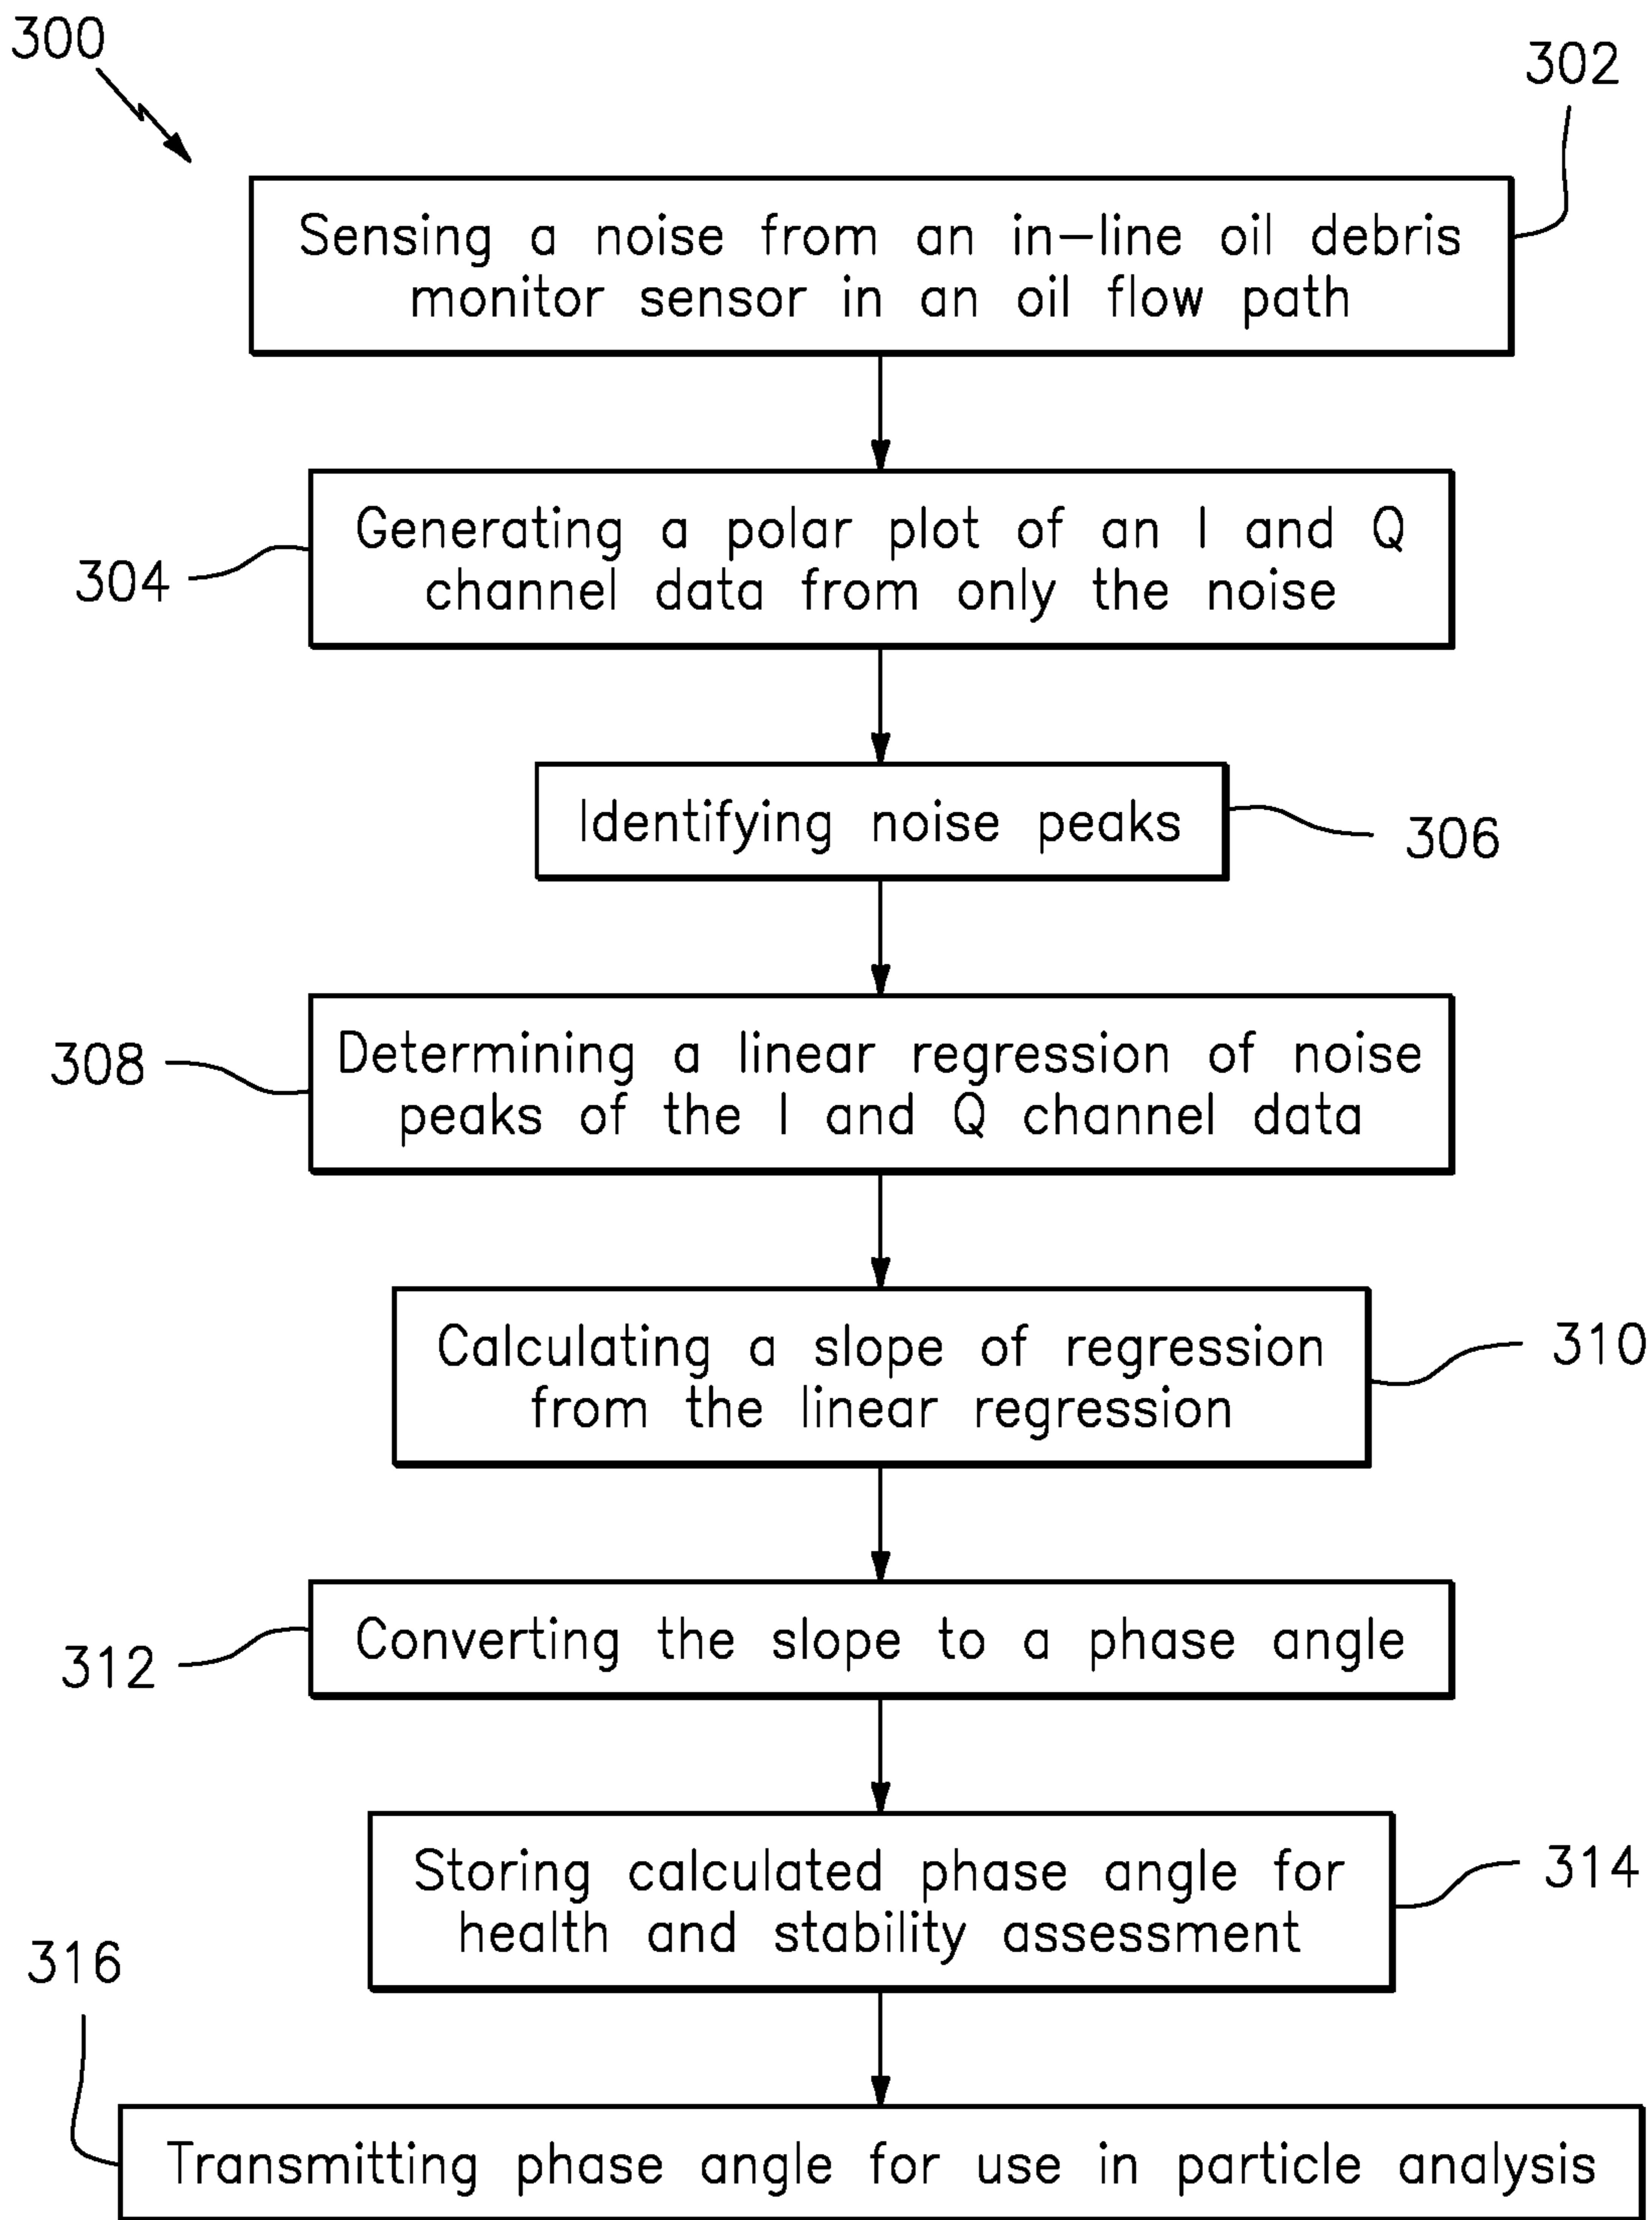 300
302
Sensing a noise from an in-line oil debris
monitor sensor in an oil flow path
304
Generating a polar plot of an I and Q
channel data from only the noise
Identifying noise peaks
306
308
Determining a linear regression of noise
peaks of the I and Q channel data
310
Calculating a slope of regression
from the linear regression
312
Converting the slope to a phase angle
314
Storing calculated phase angle for
health and stability assessment
316
Transmitting phase angle for use in particle analysis